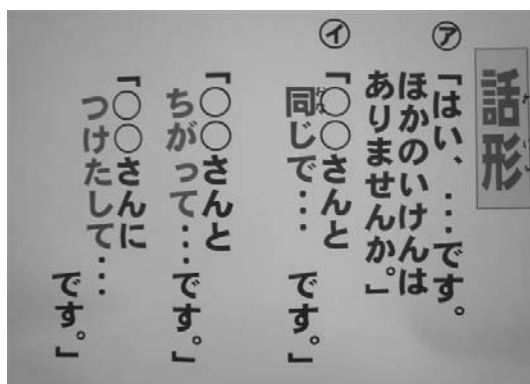 話形
㋐「はい、…です。
ほかのいけんは
ありませんか。」
㋑「○○さんと
同じで… です。」
「○○さんと
ちがって…です。」
「○○さんに
つけたして…
です。」